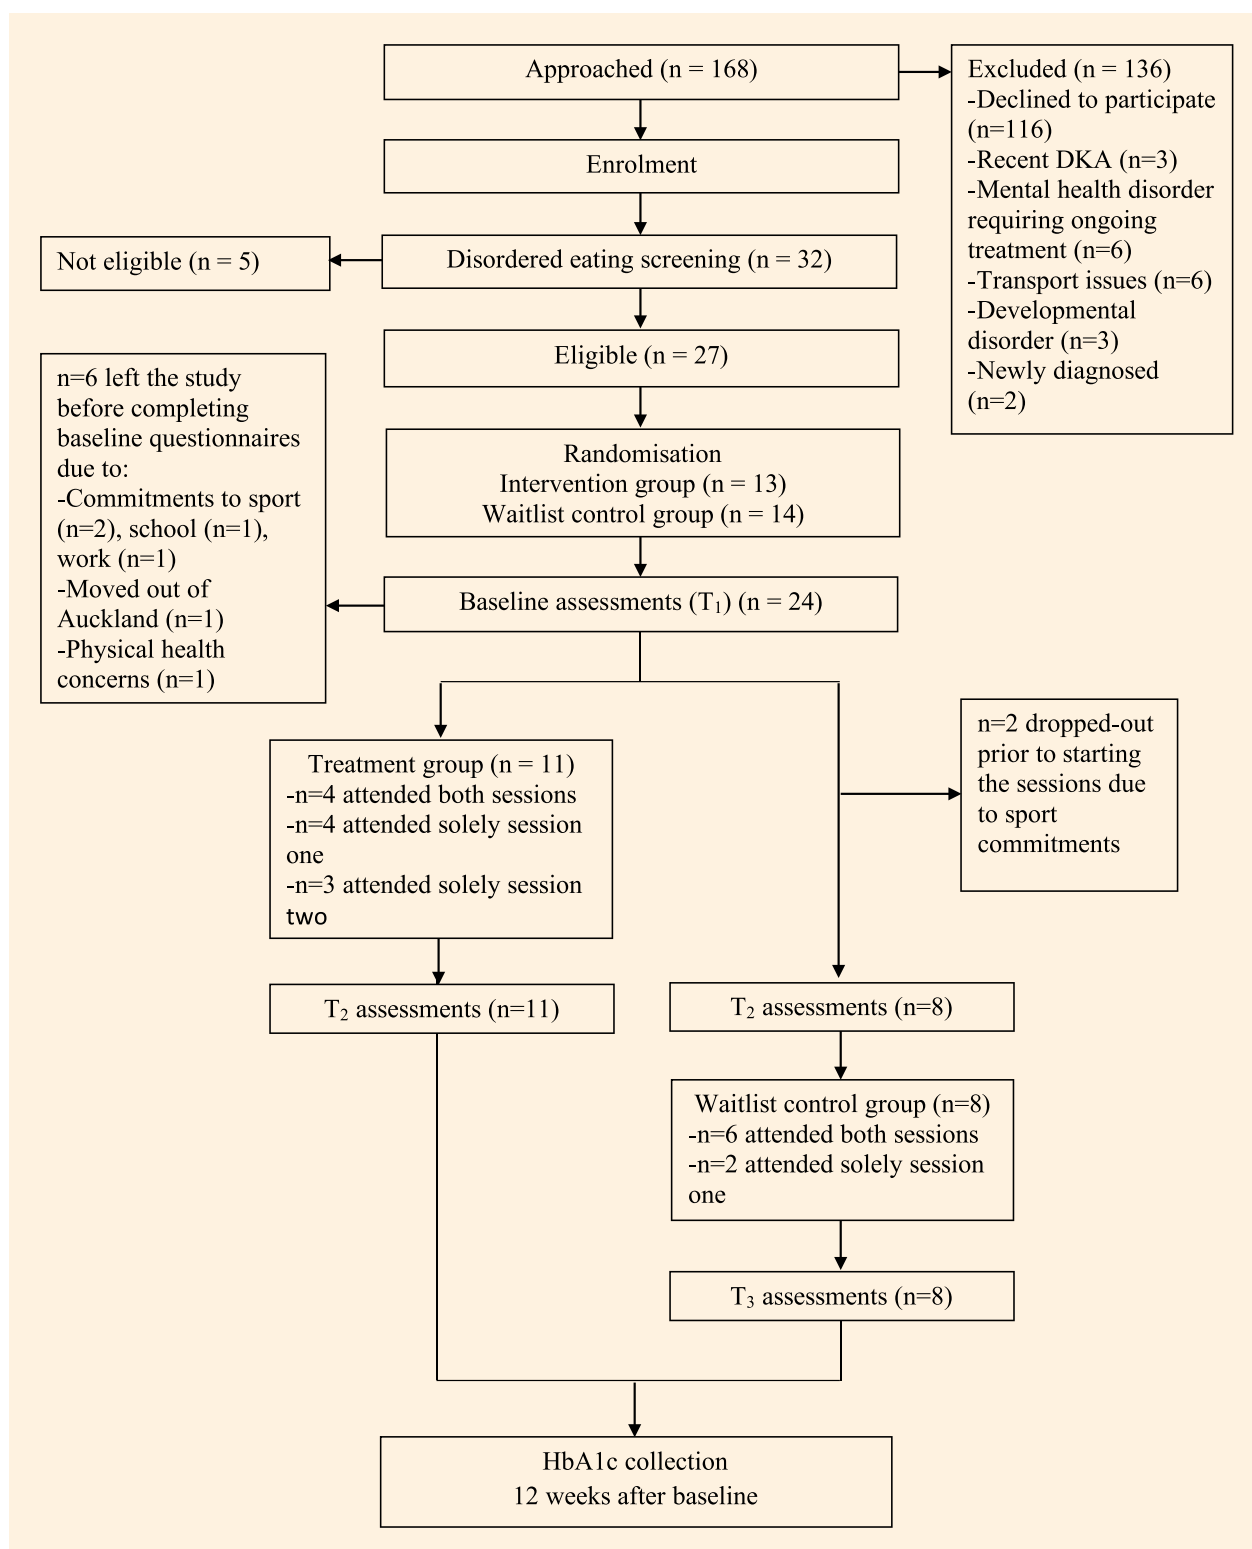 Approached (n = 168)
Excluded (n = 136)
-Declined to participate
(n=116)
-Recent DKA (n=3)
-Mental health disorder
requiring ongoing
treatment (n=6)
-Transport issues (n=6)
-Developmental
disorder (n=3)
-Newly diagnosed
(n=2)
Enrolment
Disordered eating screening (n = 32)
Not eligible (n = 5)
Eligible (n = 27)
Randomisation
Intervention group (n = 13)
Waitlist control group (n = 14)
n=6 left the study
before completing
baseline questionnaires
due to:
-Commitments to sport
(n=2), school (n=1),
work (n=1)
-Moved out of
Auckland (n=1)
-Physical health
concerns (n=1)
Baseline assessments (T₁) (n = 24)
Treatment group (n = 11)
-n=4 attended both sessions
-n=4 attended solely session
one
-n=3 attended solely session
two
n=2 dropped-out
prior to starting
the sessions due
to sport
commitments
T₂ assessments (n=11)
T₂ assessments (n=8)
Waitlist control group (n=8)
-n=6 attended both sessions
-n=2 attended solely session
one
T₃ assessments (n=8)
HbA1c collection
12 weeks after baseline